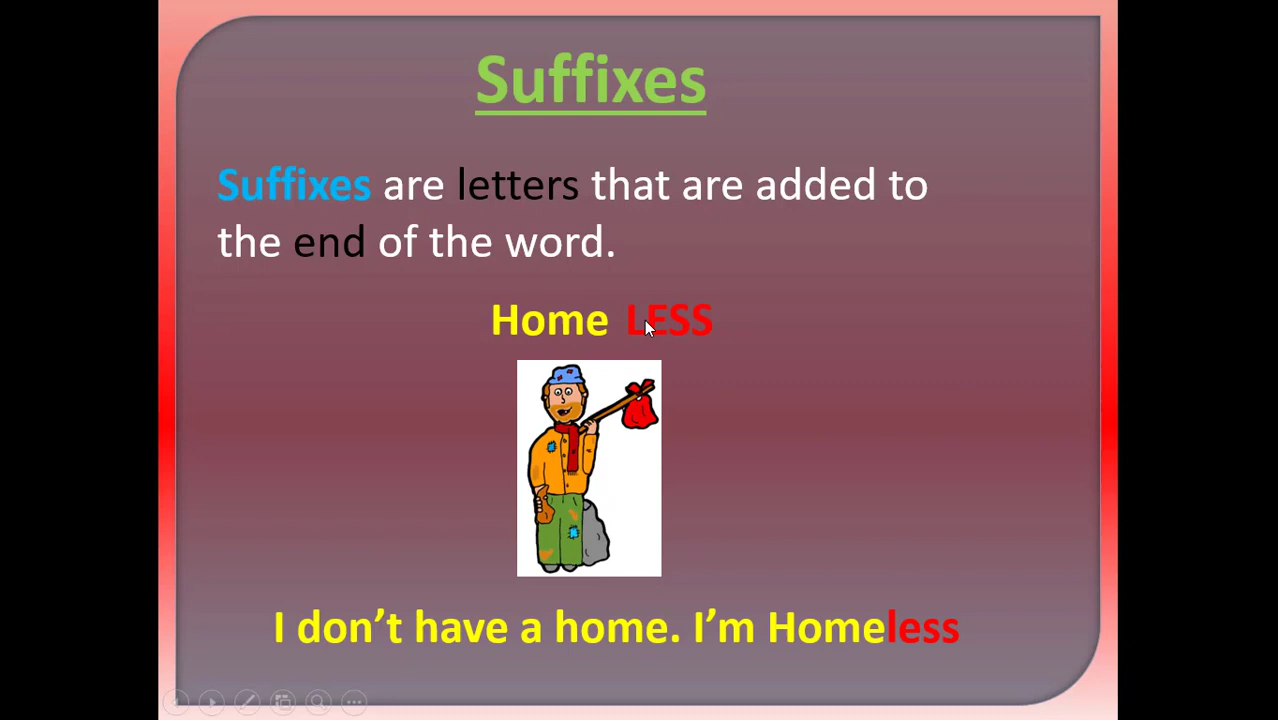 Suffixes
Suffixes are letters that are added to
the end of the word.
Home LESS
I don’t have a home. I’m Homeless